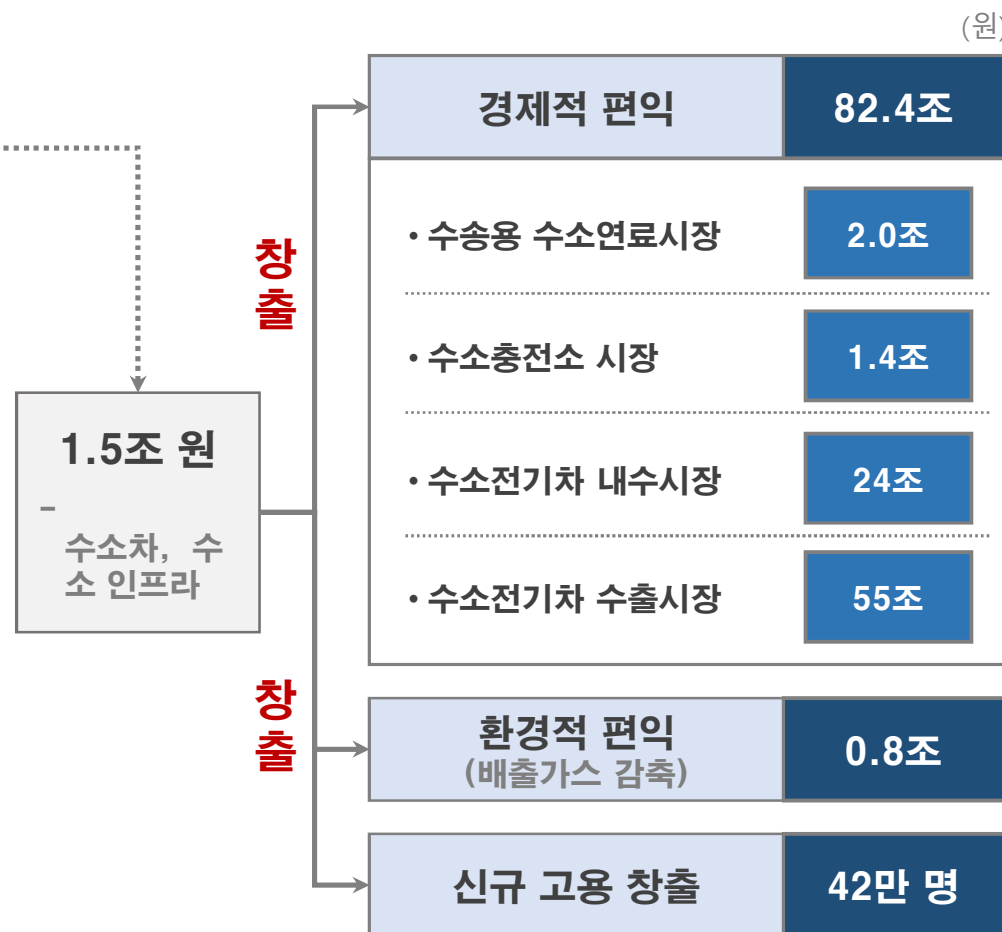 (원)
경제적 편익 82.4조
창출
· 수송용 수소연료시장 2.0조
· 수소충전소 시장 1.4조
1.5조 원
-
수소차, 수
소 인프라
· 수소전기차 내수시장 24조
· 수소전기차 수출시장 55조
창출
환경적 편익 0.8조
(배출가스 감축)
신규 고용 창출 42만 명